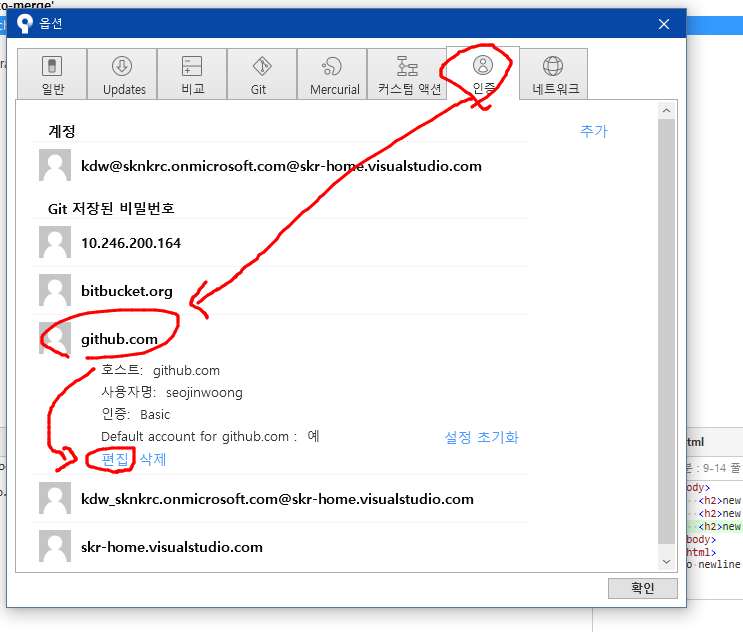 o-merge'
옵션
일반
Updates
비교
Git
Mercurial
커스텀 액션
인증
네트워크
계정
추가
kdw@sknkrc.onmicrosoft.com@skr-home.visualstudio.com
Git 저장된 비밀번호
10.246.200.164
bitbucket.org
github.com
호스트: github.com
사용자명: seojinwoong
인증: Basic
Default account for github.com : 예
설정 초기화
편집 삭제
kdw_sknkrc.onmicrosoft.com@skr-home.visualstudio.com
skr-home.visualstudio.com
확인
tml
: 9-14 줄
ody>
<h2>new
<h2>new
<h2>new
body>
html>
o newline